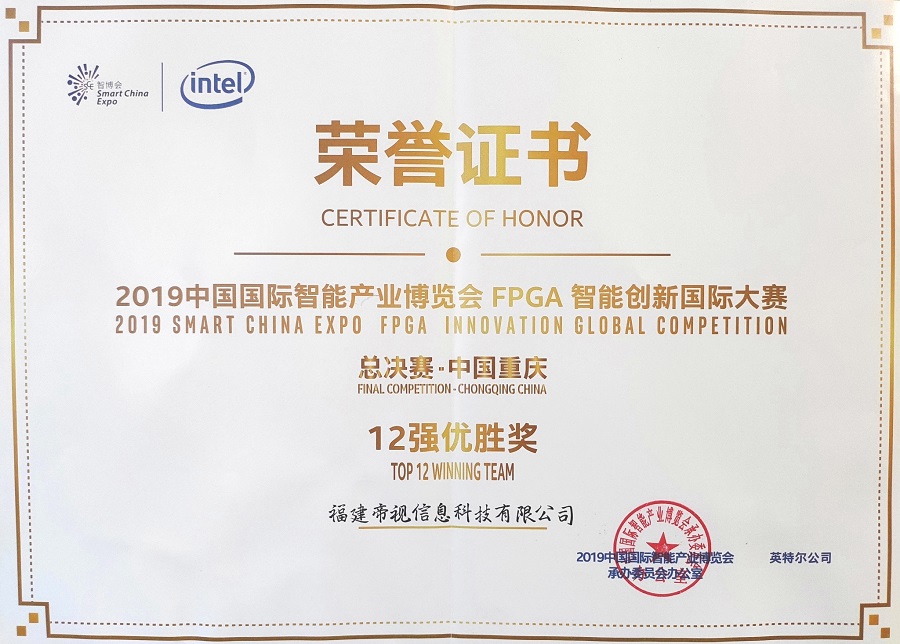 智博会
Smart China
Expo
intel
荣誉证书
CERTIFICATE OF HONOR
2019中国国际智能产业博览会 FPGA 智能创新国际大赛
2019 SMART CHINA EXPO FPGA INNOVATION GLOBAL COMPETITION
总决赛-中国重庆
FINAL COMPETITION - CHONGQING CHINA
12强优胜奖
TOP 12 WINNING TEAM
福建帝视信息科技有限公司
2019中国国际智能产业博览会 英特尔公司
承办委员会办公室